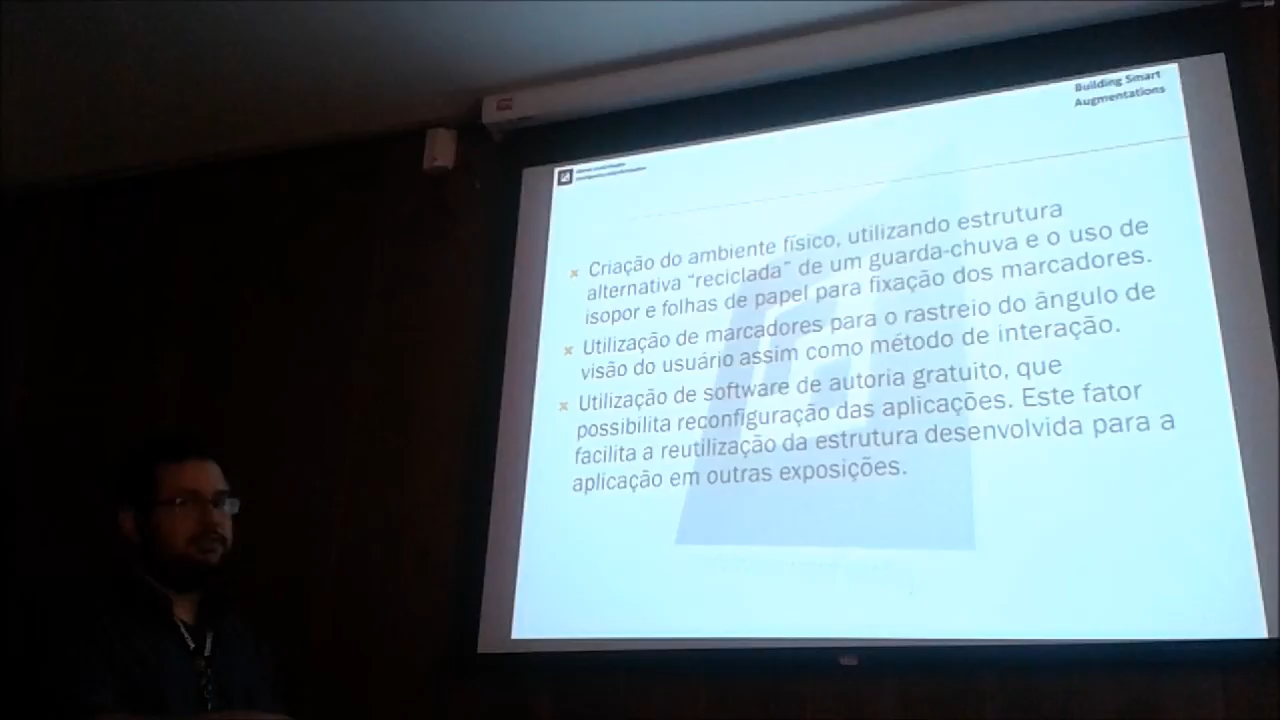 Building Smart
Augmentations
Criação do ambiente físico, utilizando estrutura
alternativa “reciclada” de um guarda-chuva e o uso de
isopor e folhas de papel para fixação dos marcadores.
Utilização de marcadores para o rastreio do ângulo de
visão do usuário assim como método de interação.
Utilização de software de autoria gratuito, que
possibilita reconfiguração das aplicações. Este fator
facilita a reutilização da estrutura desenvolvida para a
aplicação em outras exposições.